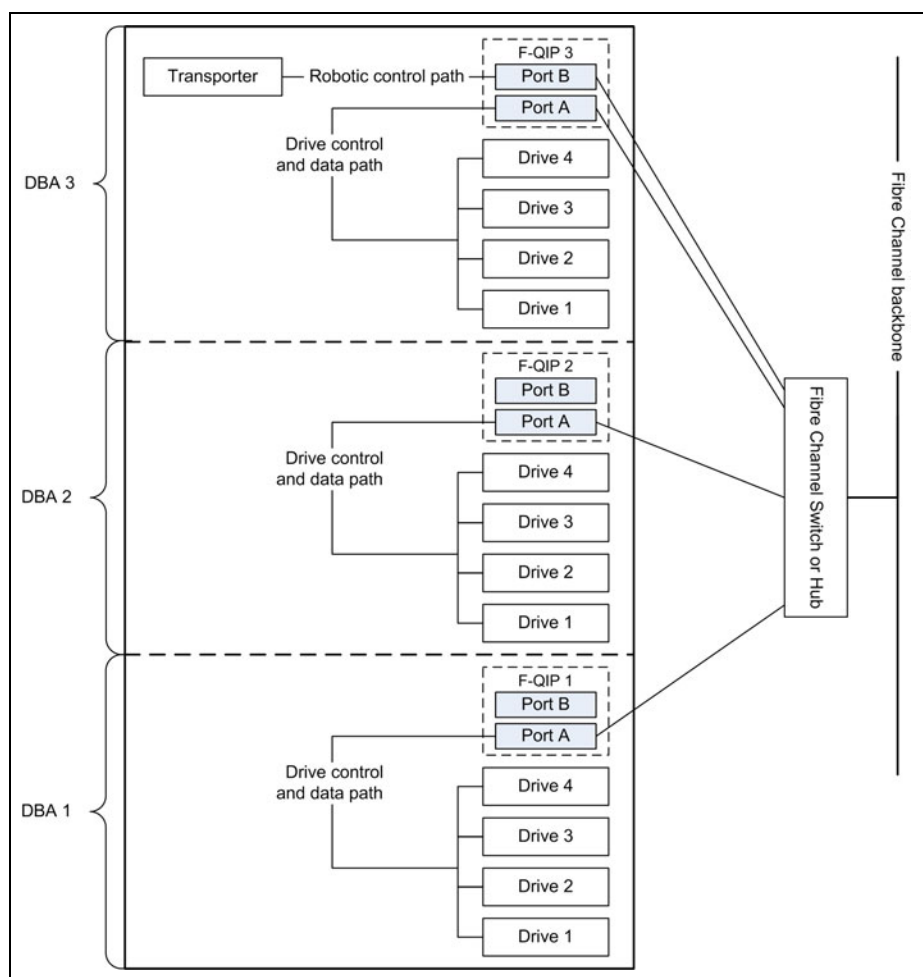 DBA 3
Transporter
Robotic control path
F-QIP 3
Port B
Port A
Drive control
and data path
Drive 4
Drive 3
Drive 2
Drive 1
DBA 2
F-QIP 2
Port B
Port A
Drive control
and data path
Drive 4
Drive 3
Drive 2
Drive 1
DBA 1
F-QIP 1
Port B
Port A
Drive control
and data path
Drive 4
Drive 3
Drive 2
Drive 1
Fibre Channel Switch or Hub
Fibre Channel backbone